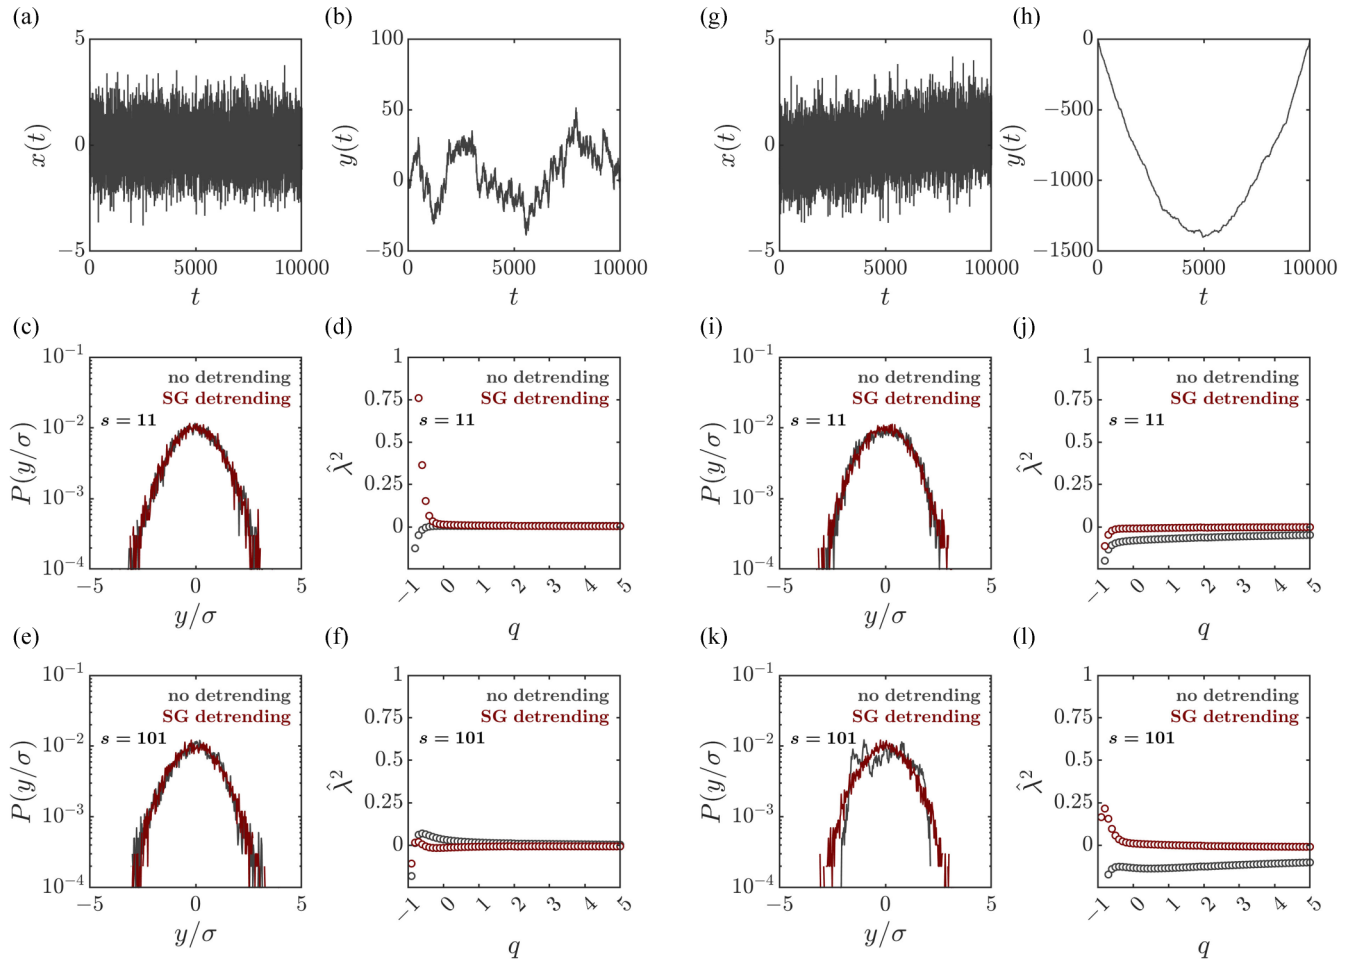 (a)
5
0
−5
x(t)
0
5000
10000
t
(b)
100
50
0
−50
y(t)
0
5000
10000
t
(g)
5
0
−5
x(t)
0
5000
10000
t
(h)
0
−500
−1000
−1500
y(t)
0
5000
10000
t
(c)
10⁻¹
10⁻²
10⁻³
10⁻⁴
P(y/σ)
no detrending
SG detrending
s = 11
−5
0
5
y/σ
(d)
1
0.75
0.5
0.25
0
λ̂²
no detrending
SG detrending
s = 11
−1
0
1
2
3
4
5
q
(i)
10⁻¹
10⁻²
10⁻³
10⁻⁴
P(y/σ)
no detrending
SG detrending
s = 11
−5
0
5
y/σ
(j)
1
0.75
0.5
0.25
0
λ̂²
no detrending
SG detrending
s = 11
−1
0
1
2
3
4
5
q
(e)
10⁻¹
10⁻²
10⁻³
10⁻⁴
P(y/σ)
no detrending
SG detrending
s = 101
−5
0
5
y/σ
(f)
1
0.75
0.5
0.25
0
λ̂²
no detrending
SG detrending
s = 101
−1
0
1
2
3
4
5
q
(k)
10⁻¹
10⁻²
10⁻³
10⁻⁴
P(y/σ)
no detrending
SG detrending
s = 101
−5
0
5
y/σ
(l)
1
0.75
0.5
0.25
0
λ̂²
no detrending
SG detrending
s = 101
−1
0
1
2
3
4
5
q